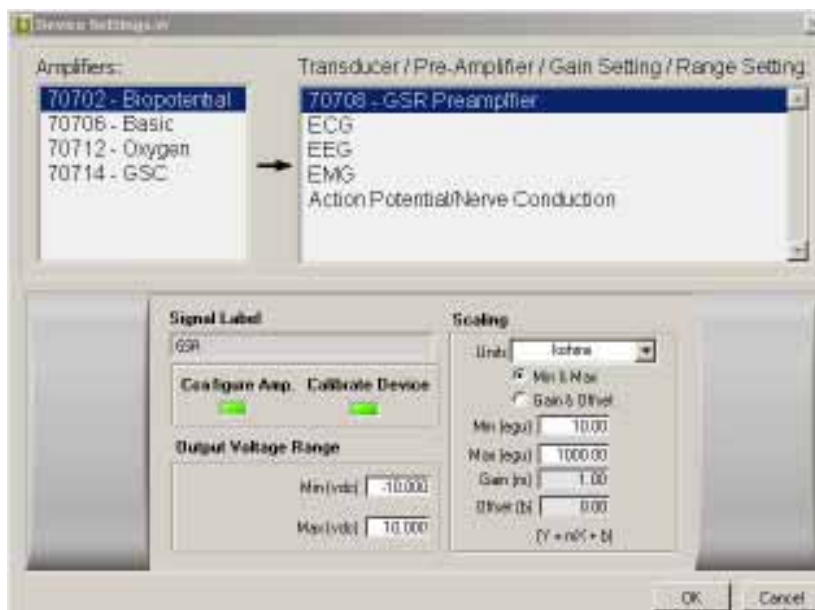 Device Settings.vi
Amplifiers:
Transducer / Pre-Amplifier / Gain Setting / Range Setting
70702 - Biopotential
70706 - Basic
70712 - Oxygen
70714 - GSC
70708 - GSR Preamplifier
ECG
EEG
EMG
Action Potential/Nerve Conduction
Signal Label
GSR
Configure Amp. Calibrate Device
Output Voltage Range
Min (vdc) -10.000
Max (vdc) 10.000
Scaling
Units kohms
Min & Max
Gain & Offset
Min (egu) 10.00
Max (egu) 1000.00
Gain (m) 1.00
Offset (b) 0.00
(Y = mX + b)
OK Cancel